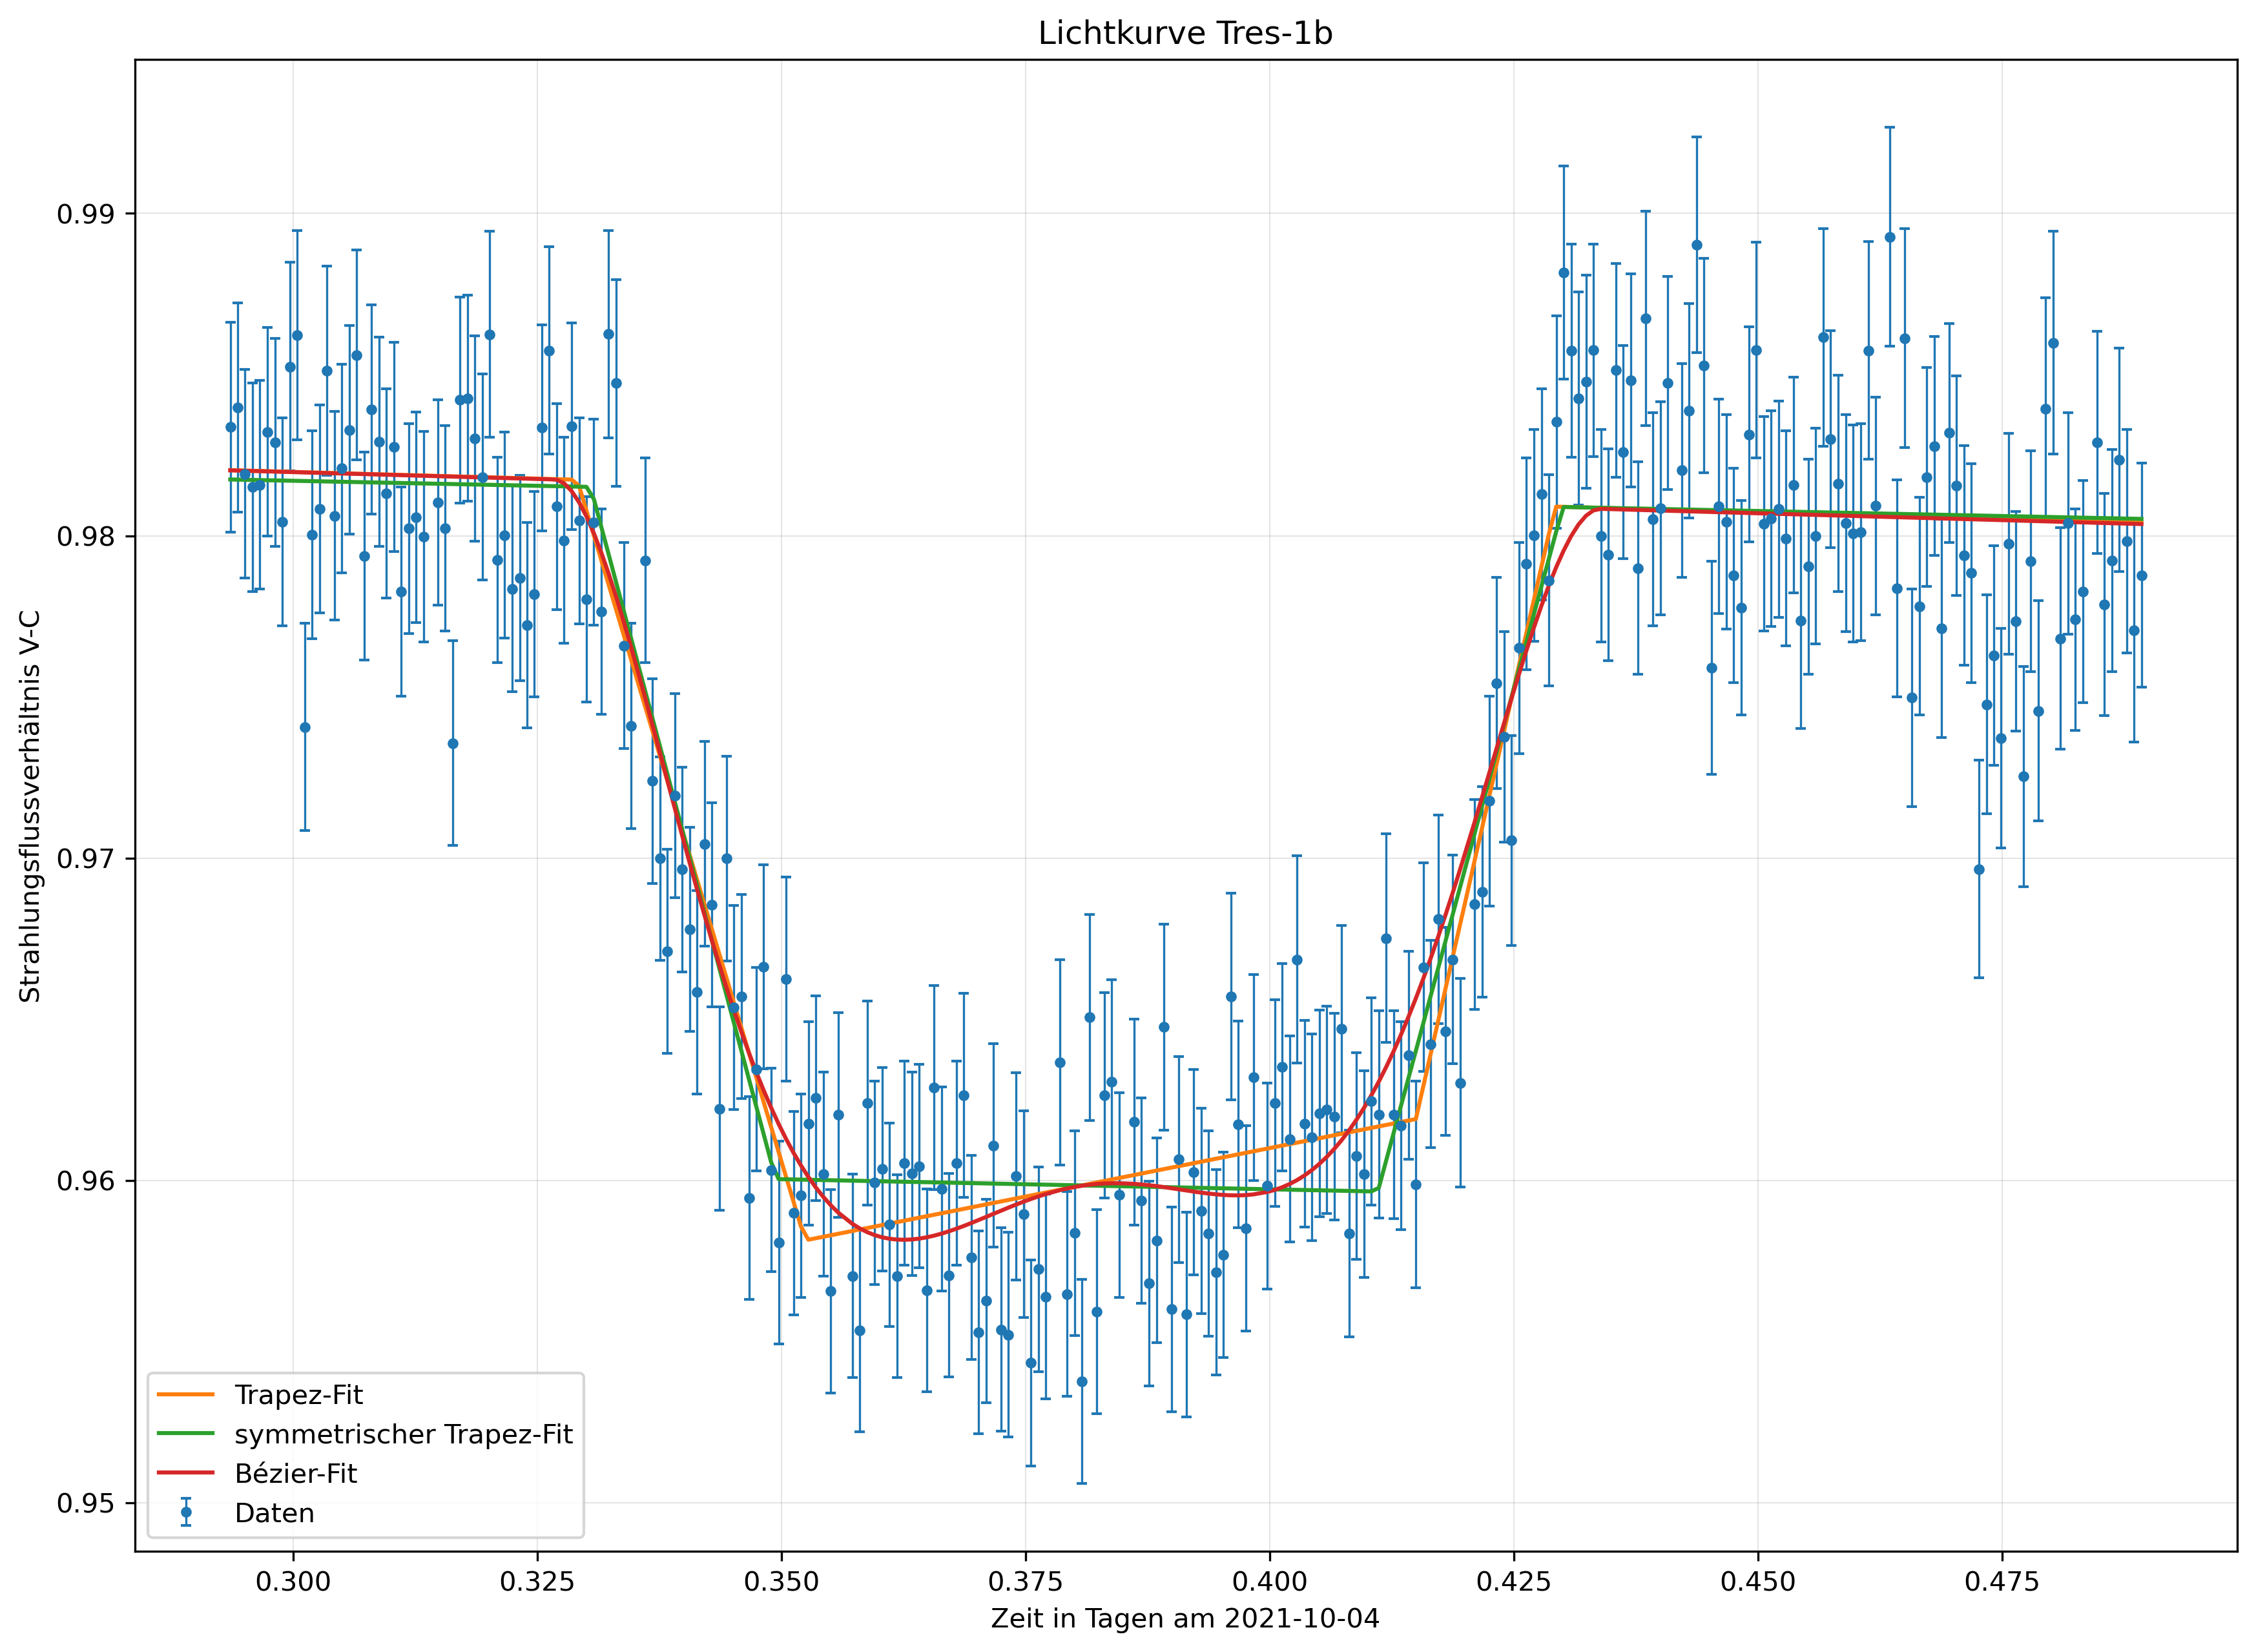 Lichtkurve Tres-1b
Strahlungsflussverhältnis V-C
0.99
0.98
0.97
0.96
0.95
Trapez-Fit
symmetrischer Trapez-Fit
Bézier-Fit
Daten
0.300 0.325 0.350 0.375 0.400 0.425 0.450 0.475
Zeit in Tagen am 2021-10-04